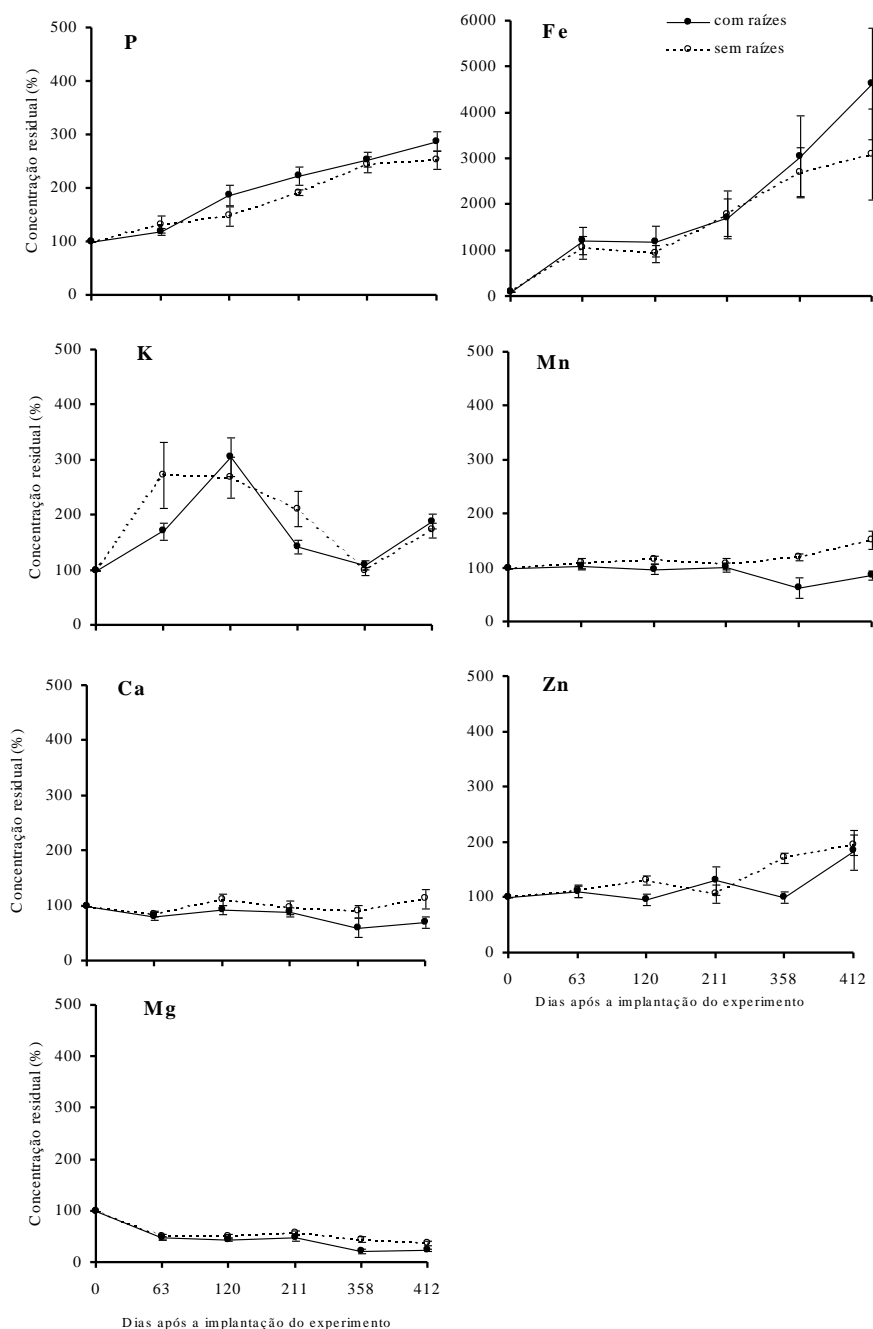 P
Concentração residual (%)
500
400
300
200
100
0
Fe
com raízes
sem raízes
6000
5000
4000
3000
2000
1000
0
K
Concentração residual (%)
500
400
300
200
100
0
Mn
500
400
300
200
100
0
Ca
Concentração residual (%)
500
400
300
200
100
0
Zn
500
400
300
200
100
0
0 63 120 211 358 412
Dias após a implantação do experimento
Mg
Concentração residual (%)
500
400
300
200
100
0
0 63 120 211 358 412
Dias após a implantação do experimento